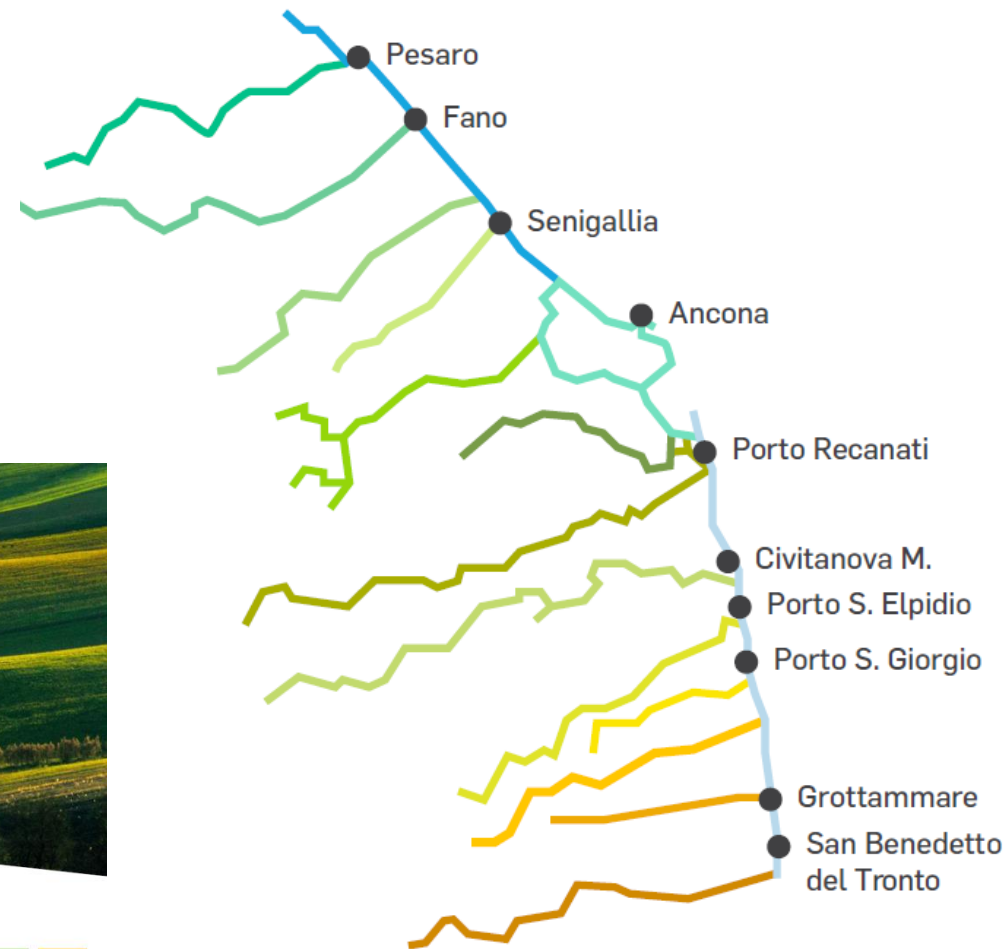 Pesaro
Fano
Senigallia
Ancona
Porto Recanati
Civitanova M.
Porto S. Elpidio
Porto S. Giorgio
Grottammare
San Benedetto
del Tronto